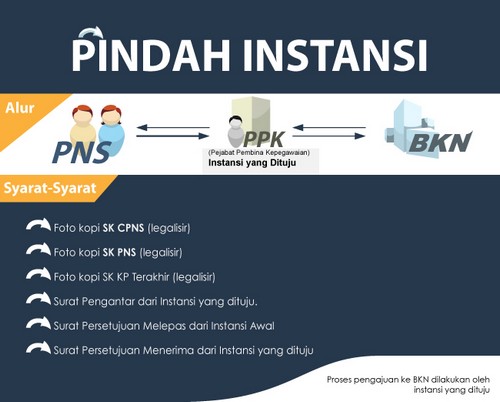 PINDAH INSTANSI
Alur
PNS
PPK
(Pejabat Pembina Kepegawaian)
Instansi yang Dituju
BKN
Syarat-Syarat
Foto kopi SK CPNS (legalisir)
Foto kopi SK PNS (legalisir)
Foto kopi SK KP Terakhir (legalisir)
Surat Pengantar dari Instansi yang dituju.
Surat Persetujuan Melepas dari Instansi Awal
Surat Persetujuan Menerima dari Instansi yang dituju
Proses pengajuan ke BKN dilakukan oleh
instansi yang dituju